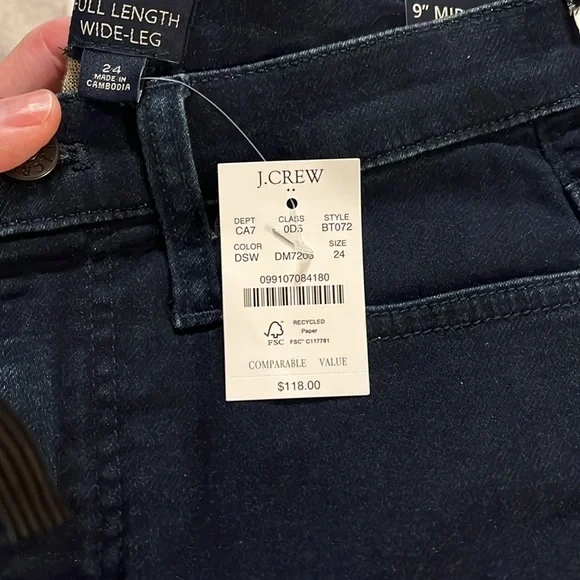 FULL LENGTH
WIDE-LEG
24
MADE IN
CAMBODIA
9" MID
J.CREW
DEPT CLASS STYLE
CA7 0D5 BT072
COLOR SIZE
DSW DM7205 24
099107084180
FSC
RECYCLED
Paper
FSC® C117781
COMPARABLE VALUE
$118.00